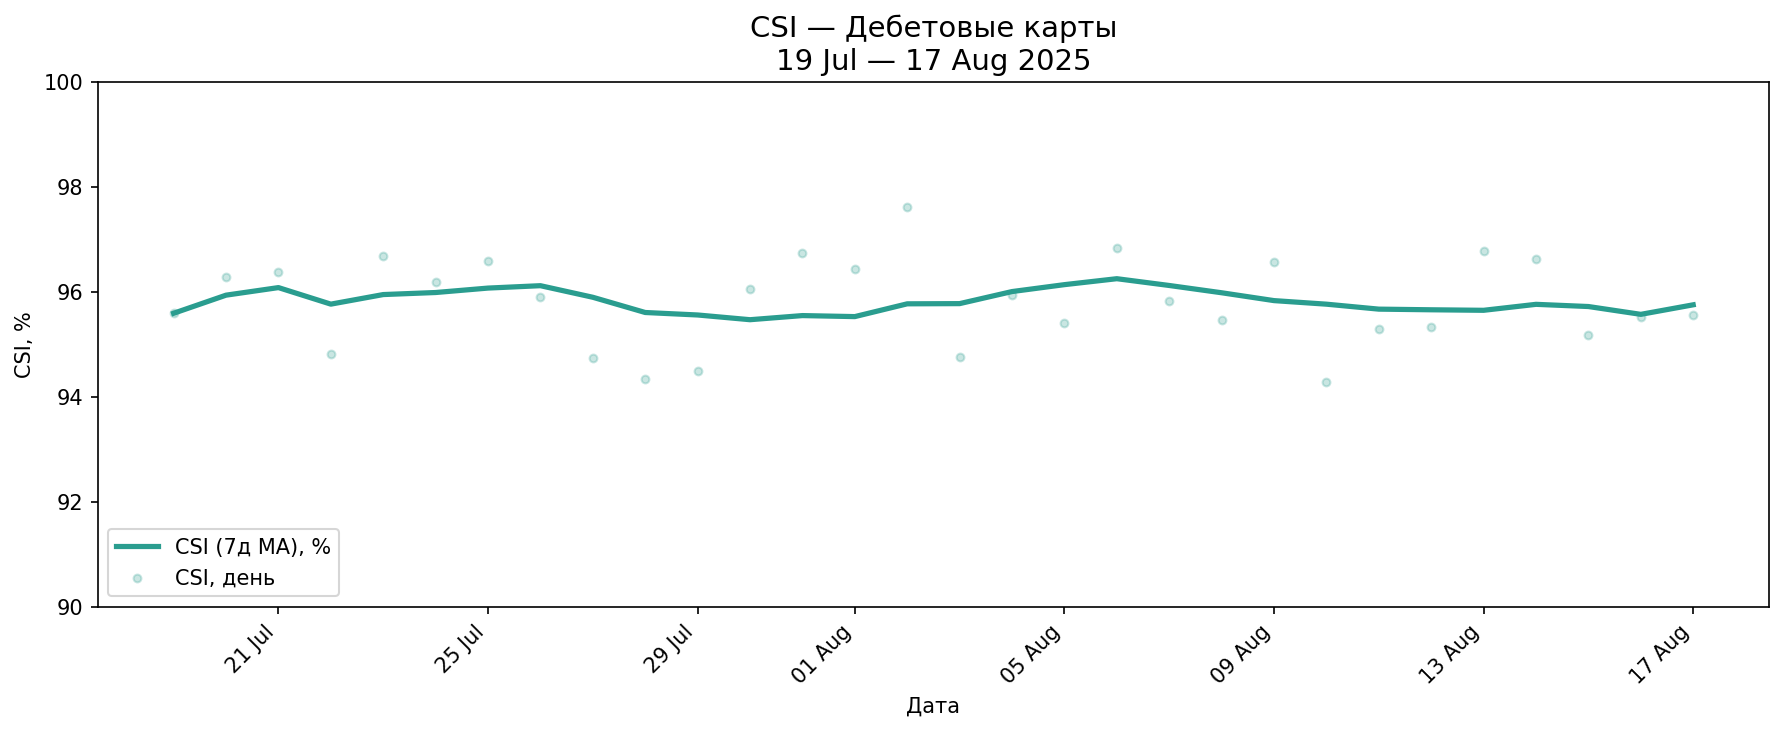 CSI — Дебетовые карты
19 Jul — 17 Aug 2025
CSI, %
100
98
96
94
92
90
CSI (7д MA), %
CSI, день
21 Jul
25 Jul
29 Jul
01 Aug
05 Aug
09 Aug
13 Aug
17 Aug
Дата